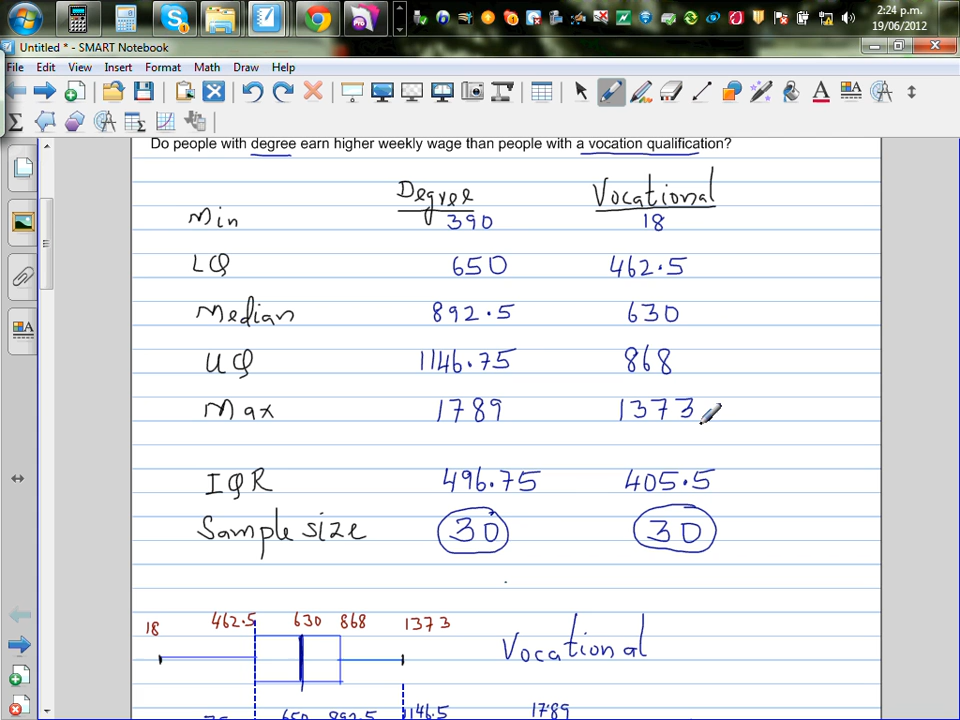 2:24 p.m.
19/06/2012
Untitled * - SMART Notebook
File Edit View Insert Format Math Draw Help
Do people with degree earn higher weekly wage than people with a vocation qualification?
Degree Vocational
Min 390 18
LQ 650 462.5
Median 892.5 630
UQ 1146.75 868
Max 1789 1373
IQR 496.75 405.5
Sample size 30 30
18 462.5 630 868 1373
Vocational
650 892.5 1146.5 1789